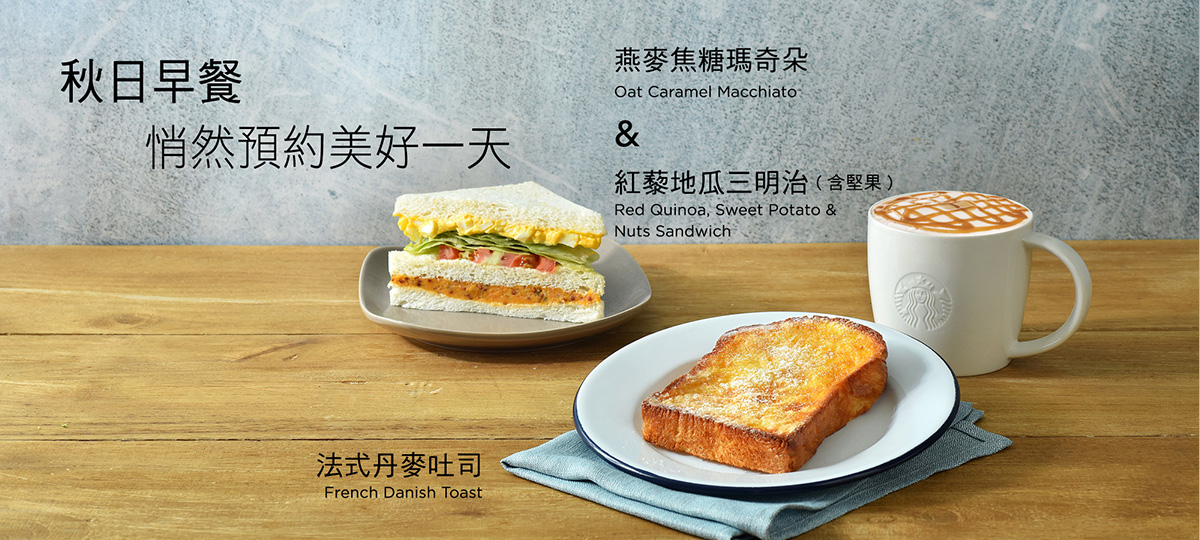 秋日早餐
悄然預約美好一天
燕麥焦糖瑪奇朵
Oat Caramel Macchiato
&
紅藜地瓜三明治（含堅果）
Red Quinoa, Sweet Potato &
Nuts Sandwich
法式丹麥吐司
French Danish Toast